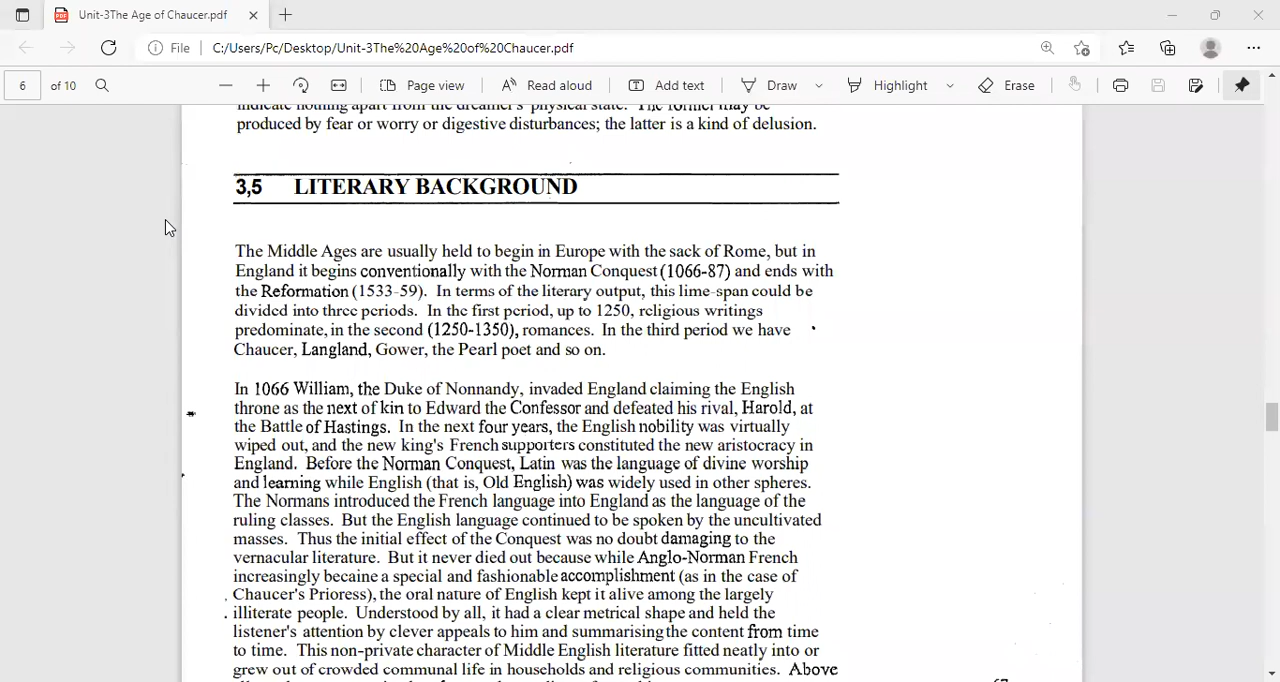 Unit-3The Age of Chaucer.pdf
File C:/Users/Pc/Desktop/Unit-3The%20Age%20of%20Chaucer.pdf
6 of 10 Page view Read aloud Add text Draw Highlight Erase
indicate nothing apart from the dreamer's physical state. The former may be
produced by fear or worry or digestive disturbances; the latter is a kind of delusion.
3,5 LITERARY BACKGROUND
The Middle Ages are usually held to begin in Europe with the sack of Rome, but in
England it begins conventionally with the Norman Conquest (1066-87) and ends with
the Reformation (1533-59). In terms of the literary output, this lime-span could be
divided into three periods. In the first period, up to 1250, religious writings
predominate, in the second (1250-1350), romances. In the third period we have
Chaucer, Langland, Gower, the Pearl poet and so on.
In 1066 William, the Duke of Nonnandy, invaded England claiming the English
throne as the next of kin to Edward the Confessor and defeated his rival, Harold, at
the Battle of Hastings. In the next four years, the English nobility was virtually
wiped out, and the new king's French supporters constituted the new aristocracy in
England. Before the Norman Conquest, Latin was the language of divine worship
and learning while English (that is, Old English) was widely used in other spheres.
The Normans introduced the French language into England as the language of the
ruling classes. But the English language continued to be spoken by the uncultivated
masses. Thus the initial effect of the Conquest was no doubt damaging to the
vernacular literature. But it never died out because while Anglo-Norman French
increasingly becaine a special and fashionable accomplishment (as in the case of
Chaucer's Prioress), the oral nature of English kept it alive among the largely
illiterate people. Understood by all, it had a clear metrical shape and held the
listener's attention by clever appeals to him and summarising the content from time
to time. This non-private character of Middle English literature fitted neatly into or
grew out of crowded communal life in households and religious communities. Above